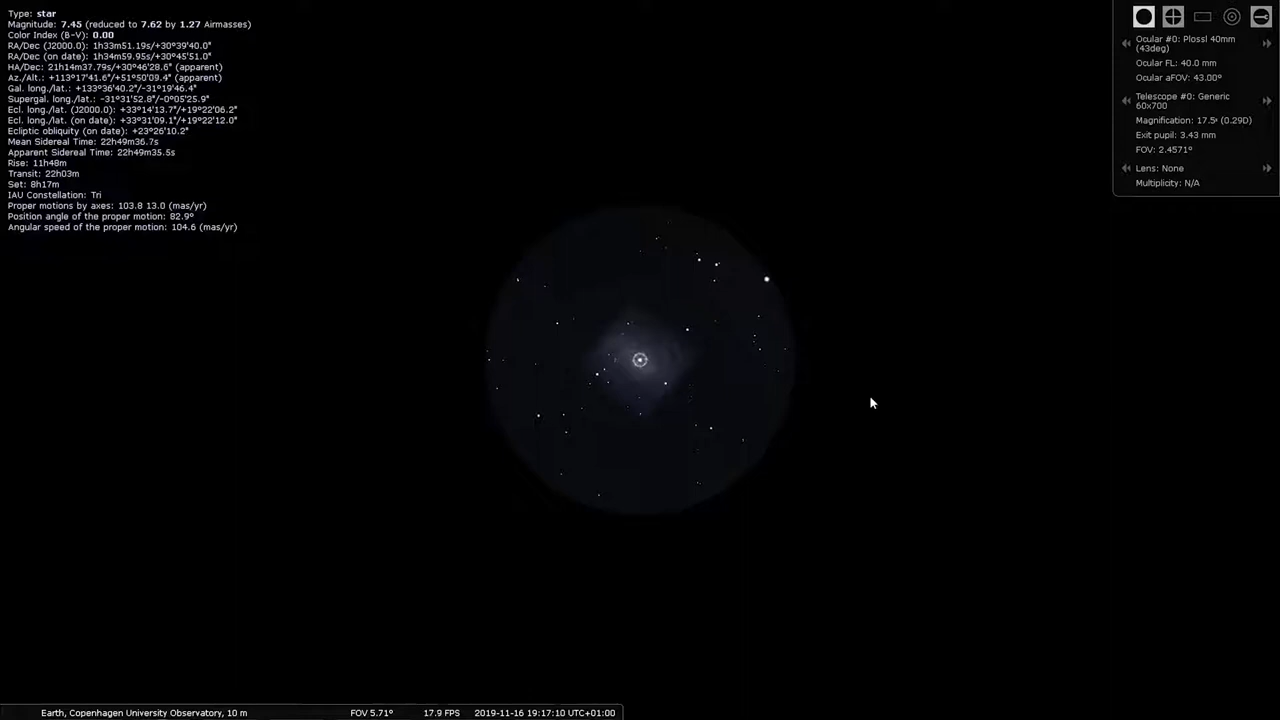 Type: star
Magnitude: 7.45 (reduced to 7.62 by 1.27 Airmasses)
Color Index (B-V): 0.00
RA/Dec (J2000.0): 1h33m51.19s/+30°39'40.0"
RA/Dec (on date): 1h34m59.95s/+30°45'51.0"
HA/Dec: 21h14m37.79s/+30°46'28.6" (apparent)
Az./Alt.: +113°17'41.6"/+51°50'09.4" (apparent)
Gal. long./lat.: +133°36'40.2"/-31°19'46.4"
Supergal. long./lat.: -31°31'52.8"/-0°05'25.9"
Ecl. long./lat. (J2000.0): +33°14'13.7"/+19°22'06.2"
Ecl. long./lat. (on date): +33°31'09.1"/+19°22'12.0"
Ecliptic obliquity (on date): +23°26'10.2"
Mean Sidereal Time: 22h49m36.7s
Apparent Sidereal Time: 22h49m35.5s
Rise: 11h48m
Transit: 22h03m
Set: 8h17m
IAU Constellation: Tri
Proper motions by axes: 103.8 13.0 (mas/yr)
Position angle of the proper motion: 82.9°
Angular speed of the proper motion: 104.6 (mas/yr)
Ocular #0: Plossl 40mm
(43deg)
Ocular FL: 40.0 mm
Ocular aFOV: 43.00°
Telescope #0: Generic
60x700
Magnification: 17.5× (0.29D)
Exit pupil: 3.43 mm
FOV: 2.4571°
Lens: None
Multiplicity: N/A
Earth, Copenhagen University Observatory, 10 m
FOV 5.71°
17.9 FPS
2019-11-16 19:17:10 UTC+01:00